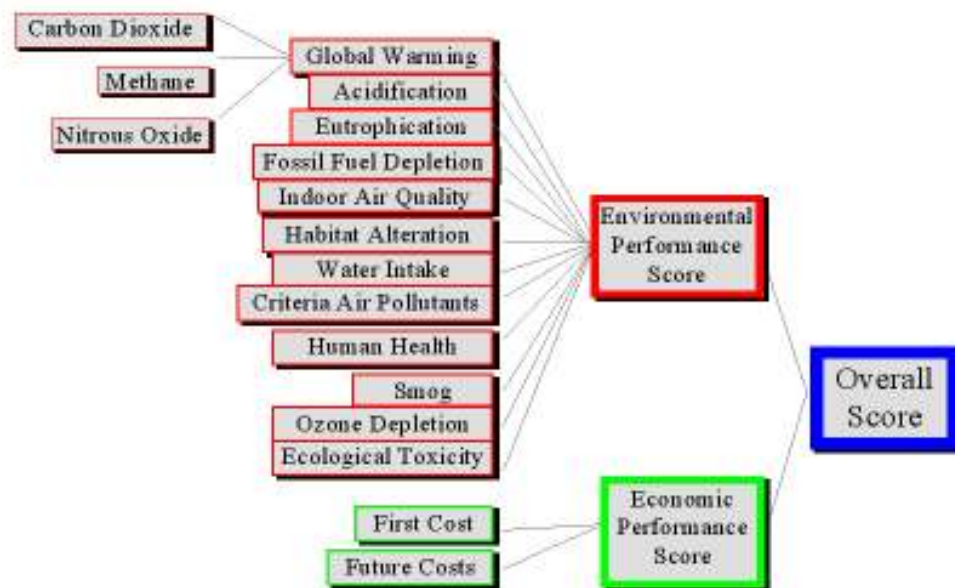 Carbon Dioxide
Methane
Nitrous Oxide
Global Warming
Acidification
Eutrophication
Fossil Fuel Depletion
Indoor Air Quality
Habitat Alteration
Water Intake
Criteria Air Pollutants
Human Health
Smog
Ozone Depletion
Ecological Toxicity
First Cost
Future Costs
Environmental
Performance
Score
Economic
Performance
Score
Overall
Score